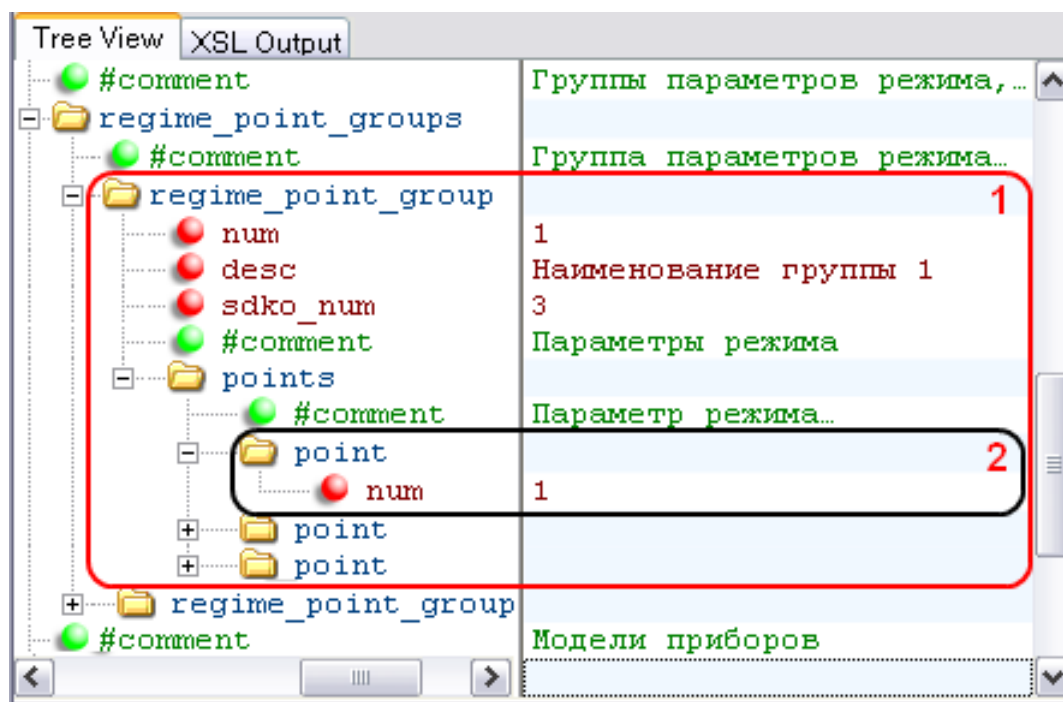 Tree View XSL Output
#comment Группы параметров режима,…
regime_point_groups
#comment Группа параметров режима…
regime_point_group 1
num 1
desc Наименование группы 1
sdko_num 3
#comment Параметры режима
points
#comment Параметр режима…
point 2
num 1
point
point
regime_point_group
#comment Модели приборов